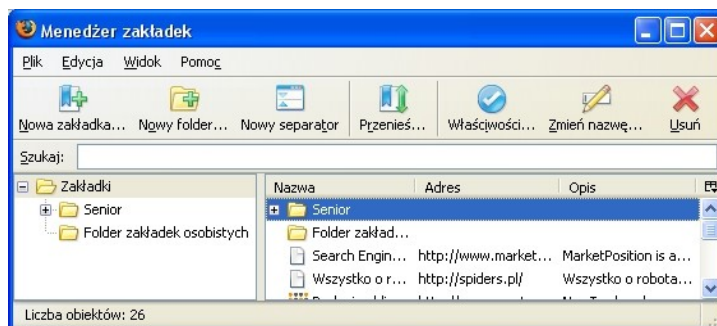 Menedżer zakładek
Plik Edycja Widok Pomoc
Nowa zakładka... Nowy folder... Nowy separator Przenieś... Właściwości... Zmień nazwę... Usuń
Szukaj:
Zakładki Nazwa Adres Opis
Senior Senior
Folder zakładek osobistych Folder zakład...
Search Engin... http://www.market... MarketPosition is a...
Wszystko o r... http://spiders.pl/ Wszystko o robota...
Liczba obiektów: 26